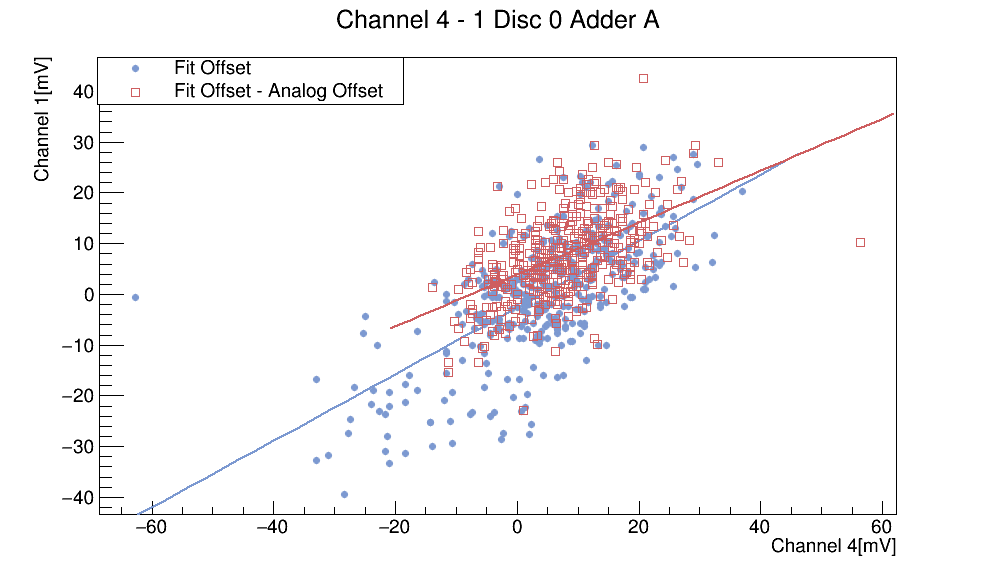 Channel 4 - 1 Disc 0 Adder A
Channel 1[mV]
Fit Offset
Fit Offset - Analog Offset
40
30
20
10
0
−10
−20
−30
−40
−60 −40 −20 0 20 40 60
Channel 4[mV]